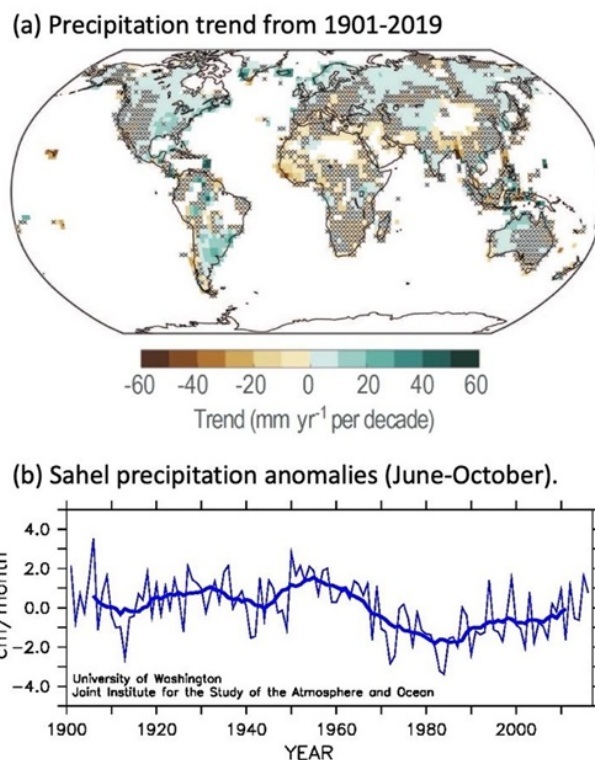 (a) Precipitation trend from 1901-2019
-60 -40 -20 0 20 40 60
Trend (mm yr⁻¹ per decade)
(b) Sahel precipitation anomalies (June-October).
cm/month
4.0
2.0
0.0
-2.0
-4.0
University of Washington
Joint Institute for the Study of the Atmosphere and Ocean
1900 1920 1940 1960 1980 2000
YEAR